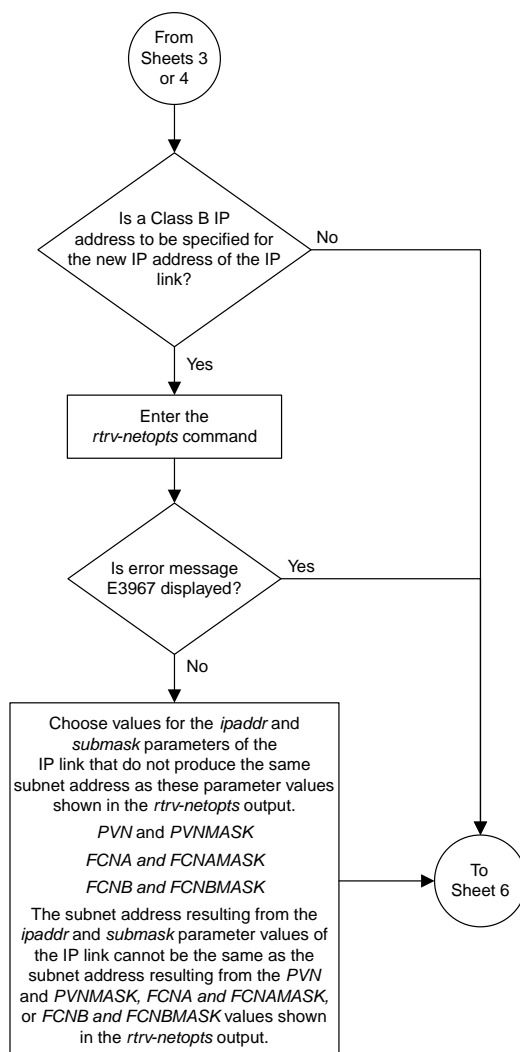 From
Sheets 3
or 4
Is a Class B IP
address to be specified for
the new IP address of the IP
link?
No
Yes
Enter the
rtrv-netopts command
Is error message
E3967 displayed?
Yes
No
Choose values for the ipaddr and
submask parameters of the
IP link that do not produce the same
subnet address as these parameter values
shown in the rtrv-netopts output.
PVN and PVNMASK
FCNA and FCNAMASK
FCNB and FCNBMASK
The subnet address resulting from the
ipaddr and submask parameter values of
the IP link cannot be the same as the
subnet address resulting from the PVN
and PVNMASK, FCNA and FCNAMASK,
or FCNB and FCNBMASK values shown
in the rtrv-netopts output.
To
Sheet 6